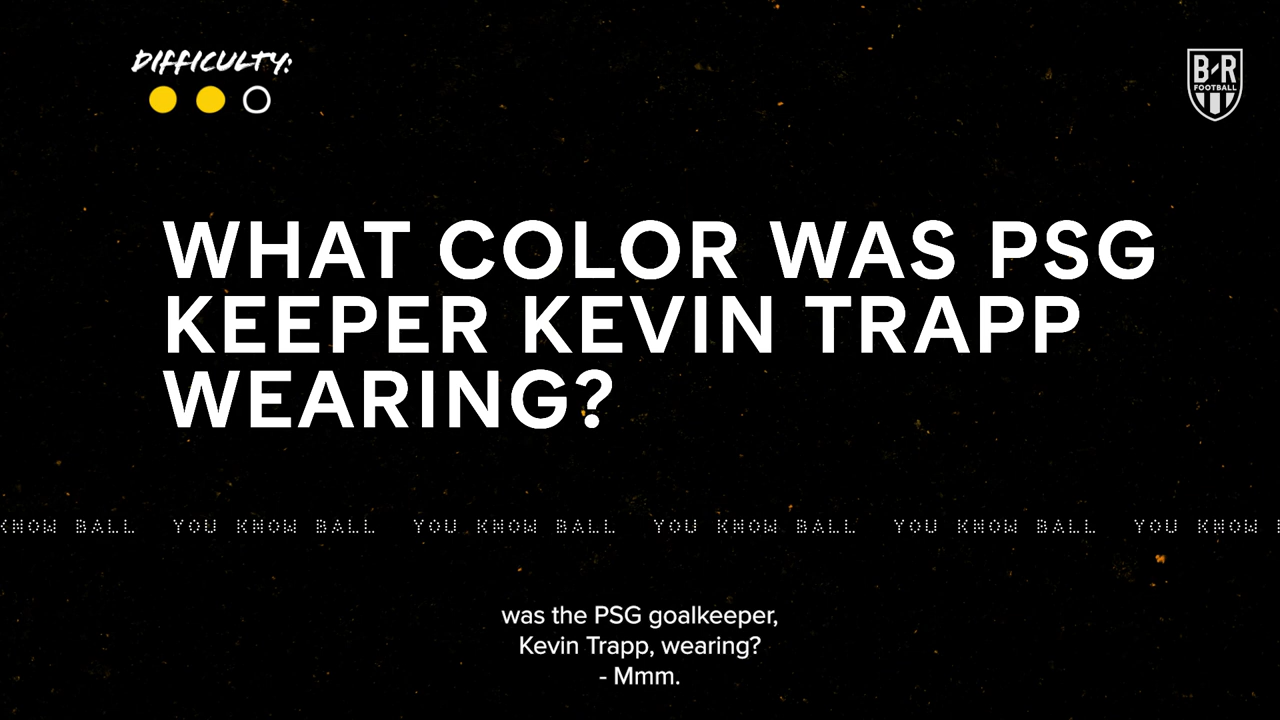 DIFFICULTY:
B-R
FOOTBALL
WHAT COLOR WAS PSG
KEEPER KEVIN TRAPP
WEARING?
KNOW BALL YOU KNOW BALL YOU KNOW BALL YOU KNOW BALL YOU KNOW BALL YOU KNOW
was the PSG goalkeeper,
Kevin Trapp, wearing?
- Mmm.